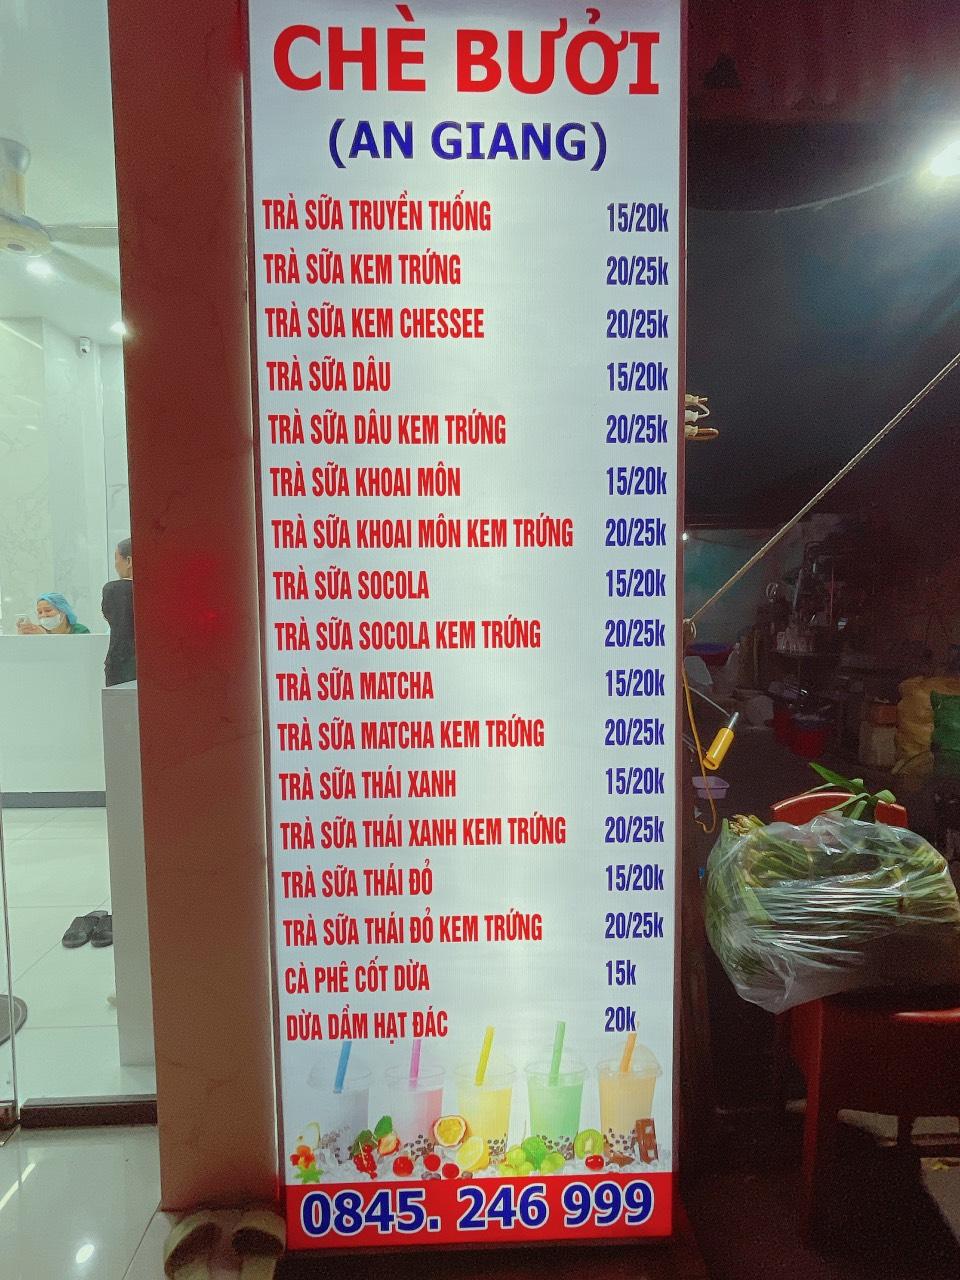 CHÈ BƯỞI
(AN GIANG)
TRÀ SỮA TRUYỀN THỐNG 15/20k
TRÀ SỮA KEM TRỨNG 20/25k
TRÀ SỮA KEM CHESSEE 20/25k
TRÀ SỮA DÂU 15/20k
TRÀ SỮA DÂU KEM TRỨNG 20/25k
TRÀ SỮA KHOAI MÔN 15/20k
TRÀ SỮA KHOAI MÔN KEM TRỨNG 20/25k
TRÀ SỮA SOCOLA 15/20k
TRÀ SỮA SOCOLA KEM TRỨNG 20/25k
TRÀ SỮA MATCHA 15/20k
TRÀ SỮA MATCHA KEM TRỨNG 20/25k
TRÀ SỮA THÁI XANH 15/20k
TRÀ SỮA THÁI XANH KEM TRỨNG 20/25k
TRÀ SỮA THÁI ĐỎ 15/20k
TRÀ SỮA THÁI ĐỎ KEM TRỨNG 20/25k
CÀ PHÊ CỐT DỪA 15k
DỪA DẦM HẠT ĐÁC 20k
0845. 246 999